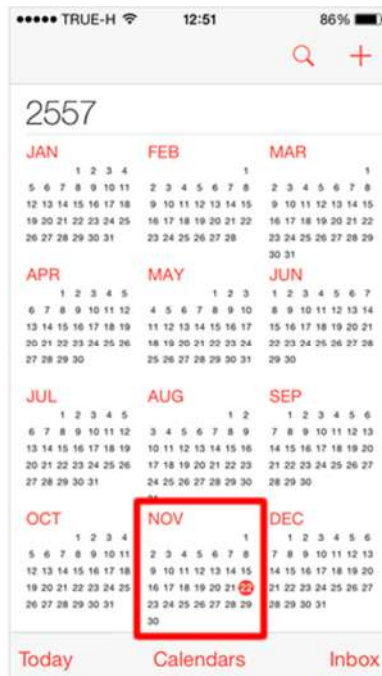 TRUE-H 12:51 86%
2557
JAN FEB MAR
1 2 3 4 1 1
5 6 7 8 9 10 11 2 3 4 5 6 7 8 2 3 4 5 6 7 8
12 13 14 15 16 17 18 9 10 11 12 13 14 15 9 10 11 12 13 14 15
19 20 21 22 23 24 25 16 17 18 19 20 21 22 16 17 18 19 20 21 22
26 27 28 29 30 31 23 24 25 26 27 28 23 24 25 26 27 28 29
30 31
APR MAY JUN
1 2 3 4 5 1 2 3 1 2 3 4 5 6 7
6 7 8 9 10 11 12 4 5 6 7 8 9 10 8 9 10 11 12 13 14
13 14 15 16 17 18 19 11 12 13 14 15 16 17 15 16 17 18 19 20 21
20 21 22 23 24 25 26 18 19 20 21 22 23 24 22 23 24 25 26 27 28
27 28 29 30 25 26 27 28 29 30 31 29 30
JUL AUG SEP
1 2 3 4 5 1 2 1 2 3 4 5 6
6 7 8 9 10 11 12 3 4 5 6 7 8 9 7 8 9 10 11 12 13
13 14 15 16 17 18 19 10 11 12 13 14 15 16 14 15 16 17 18 19 20
20 21 22 23 24 25 26 17 18 19 20 21 22 23 21 22 23 24 25 26 27
27 28 29 30 31 24 25 26 27 28 29 30 28 29 30
OCT NOV DEC
1 2 3 4 1 1 2 3 4 5 6
5 6 7 8 9 10 11 2 3 4 5 6 7 8 7 8 9 10 11 12 13
12 13 14 15 16 17 18 9 10 11 12 13 14 15 14 15 16 17 18 19 20
19 20 21 22 23 24 25 16 17 18 19 20 21 22 21 22 23 24 25 26 27
26 27 28 29 30 31 23 24 25 26 27 28 29 28 29 30 31
30
Today Calendars Inbox